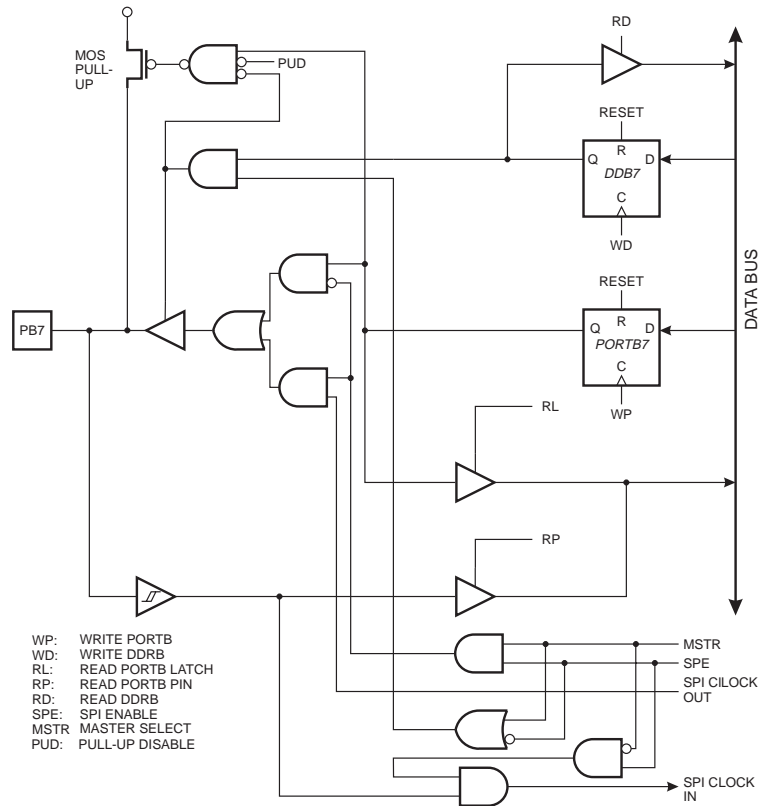 RD
MOS
PULL-
UP
PUD
RESET
R
Q
D
DDB7
C
WD
DATA BUS
RESET
R
Q
D
PORTB7
C
WP
PB7
RL
RP
WP: WRITE PORTB
WD: WRITE DDRB
RL: READ PORTB LATCH
RP: READ PORTB PIN
RD: READ DDRB
SPE: SPI ENABLE
MSTR MASTER SELECT
PUD: PULL-UP DISABLE
MSTR
SPE
SPI CILOCK
OUT
SPI CLOCK
IN